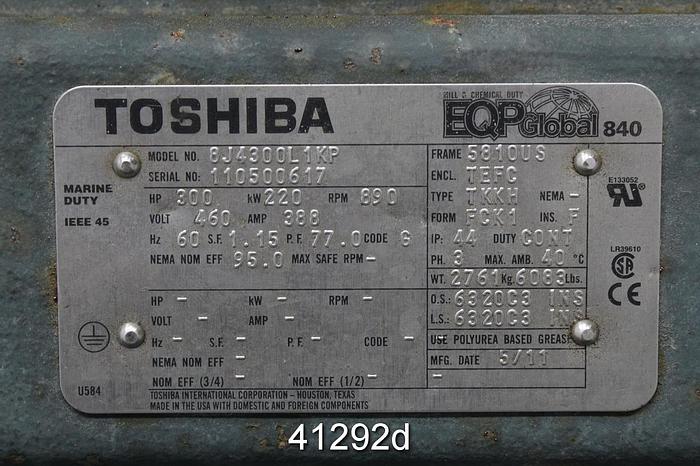 TOSHIBA
MILL & CHEMICAL DUTY
EQP Global 840
MODEL NO. 8J4300L1KP
SERIAL NO: 110500617
MARINE DUTY
IEEE 45
HP 300 kW 220 RPM 890
VOLT 460 AMP 388
Hz 60 S.F. 1.15 P.F. 77.0 CODE G
NEMA NOM EFF 95.0 MAX SAFE RPM -
FRAME 5810US
ENCL. TEFC
TYPE TKKH NEMA -
FORM FCK1 INS. F
IP: 44 DUTY CONT
PH. 3 MAX. AMB. 40 °C
WT. 2761 Kg. 6083 Lbs.
E133052
LR39610
CE
HP - kW - RPM -
VOLT - AMP -
Hz - S.F. - P.F. - CODE -
NEMA NOM EFF -
NOM EFF (3/4) - NOM EFF (1/2) -
O.S.: 6320C3 INS
L.S.: 6320C3 INS
USE POLYUREA BASED GREASE
MFG. DATE 5/11
-
U584
TOSHIBA INTERNATIONAL CORPORATION – HOUSTON, TEXAS
MADE IN THE USA WITH DOMESTIC AND FOREIGN COMPONENTS
41292d